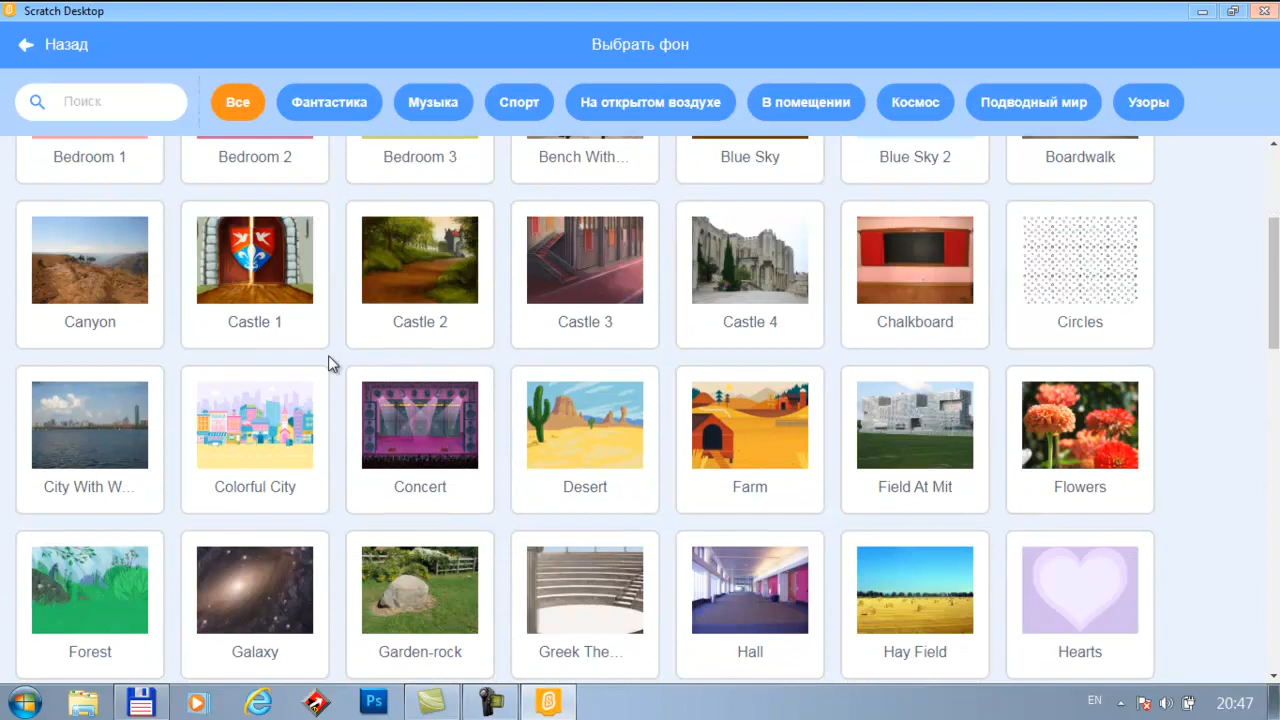 Scratch Desktop
Назад
Выбрать фон
Поиск
Все
Фантастика
Музыка
Спорт
На открытом воздухе
В помещении
Космос
Подводный мир
Узоры
Bedroom 1
Bedroom 2
Bedroom 3
Bench With...
Blue Sky
Blue Sky 2
Boardwalk
Canyon
Castle 1
Castle 2
Castle 3
Castle 4
Chalkboard
Circles
City With W...
Colorful City
Concert
Desert
Farm
Field At Mit
Flowers
Forest
Galaxy
Garden-rock
Greek The...
Hall
Hay Field
Hearts
Ps
EN
20:47